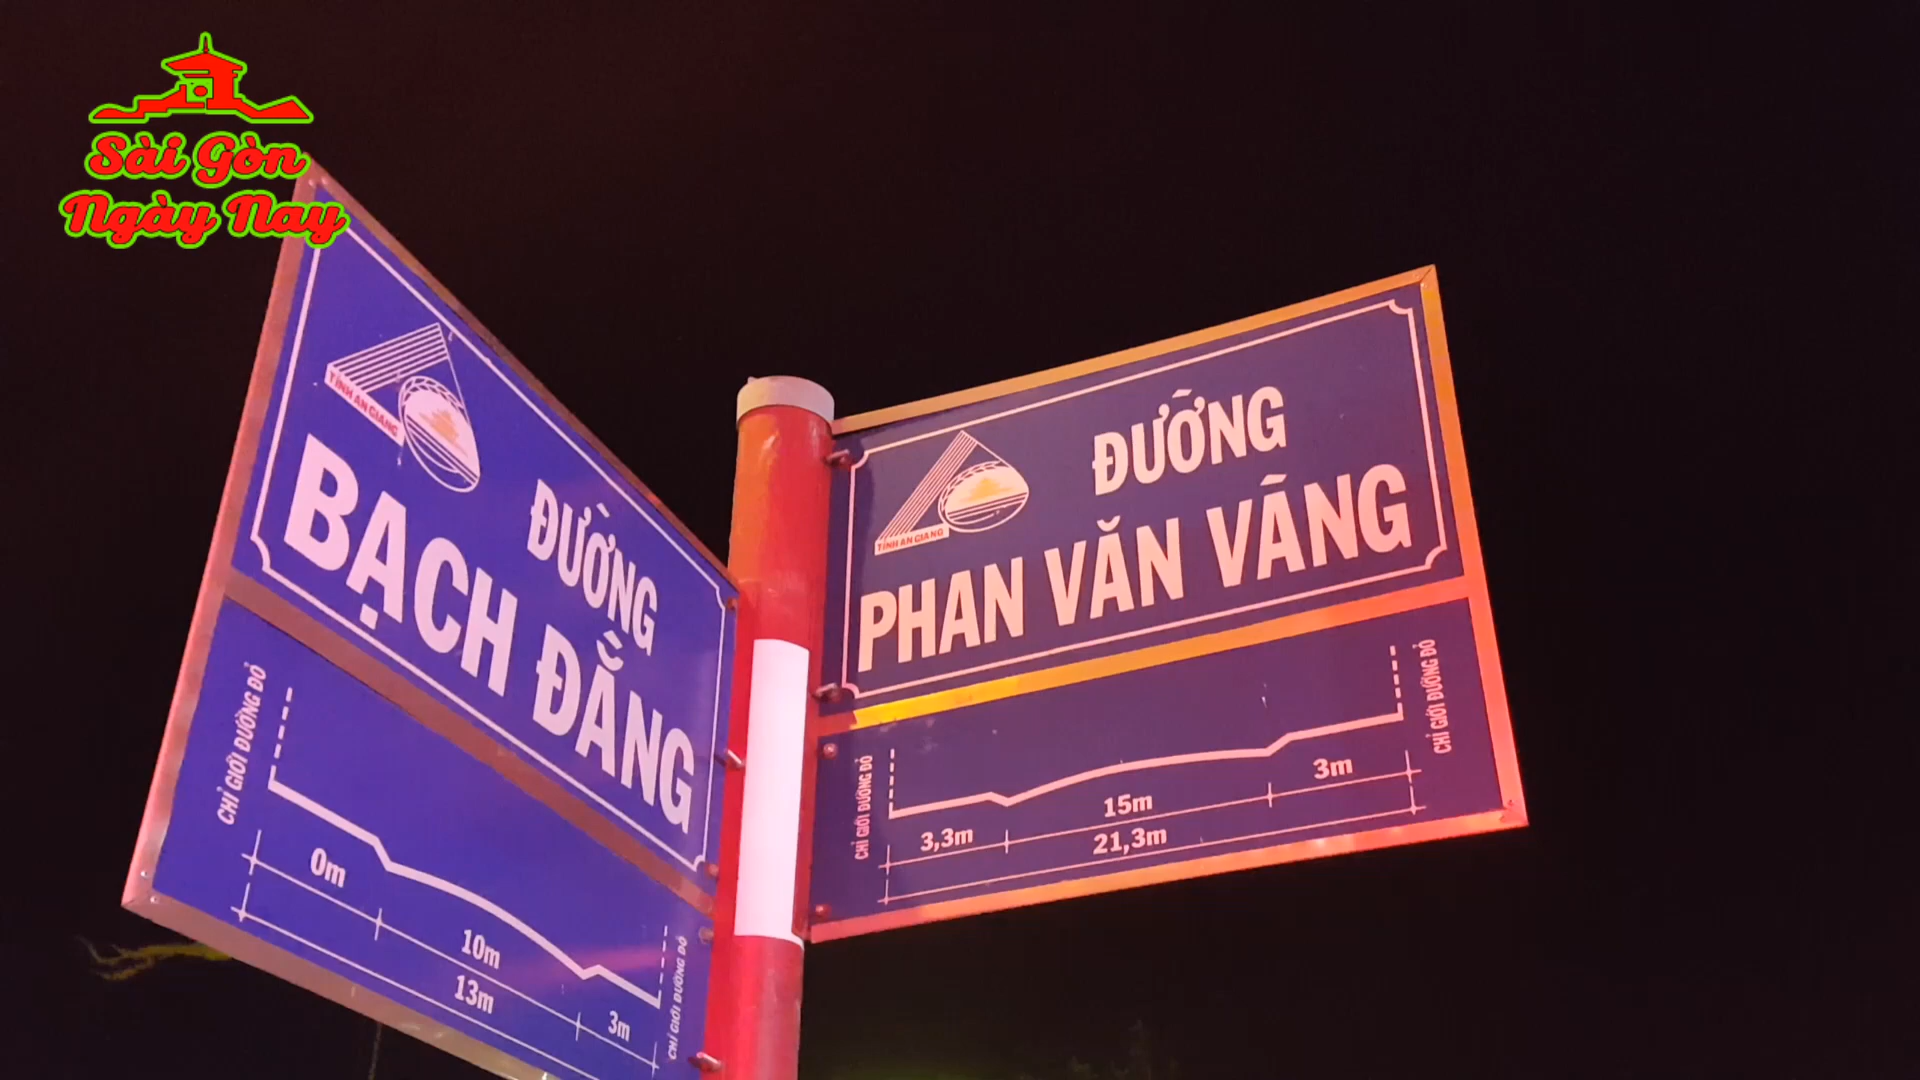 Sài Gòn
Ngày Nay
TỈNH AN GIANG
ĐƯỜNG
BẠCH ĐẰNG
CHỈ GIỚI ĐƯỜNG ĐỎ
0m
10m
3m
13m
CHỈ GIỚI ĐƯỜNG ĐỎ
TỈNH AN GIANG
ĐƯỜNG
PHAN VĂN VÀNG
CHỈ GIỚI ĐƯỜNG ĐỎ
3,3m
15m
3m
21,3m
CHỈ GIỚI ĐƯỜNG ĐỎ